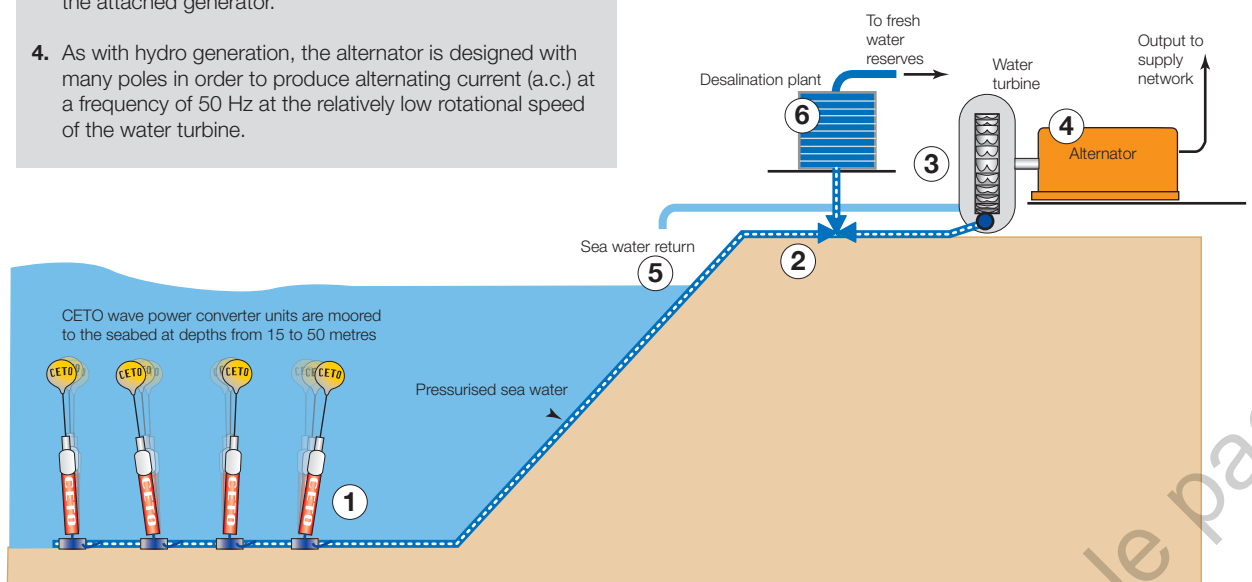 the attached generator.
4. As with hydro generation, the alternator is designed with
many poles in order to produce alternating current (a.c.) at
a frequency of 50 Hz at the relatively low rotational speed
of the water turbine.
To fresh
water
reserves
Output to
supply
network
Water
turbine
Desalination plant
6
4
Alternator
3
Sea water return
5
2
CETO wave power converter units are moored
to the seabed at depths from 15 to 50 metres
CETO
CETO
CETO
CETO
Pressurised sea water
CETO
CETO
CETO
CETO
1